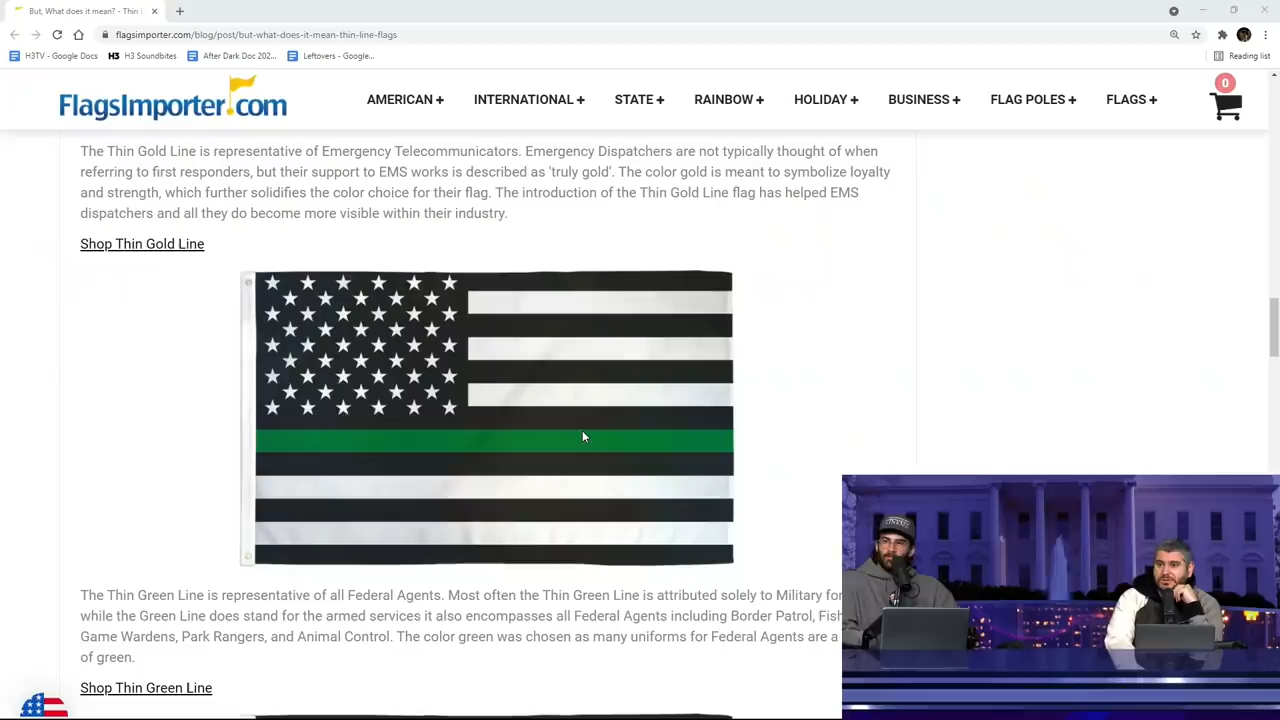 But, What does it mean? - Thin L
flagsimporter.com/blog/post/but-what-does-it-mean-thin-line-flags
H3TV - Google Docs
H3 H3 Soundbites
After Dark Doc 202...
Leftovers - Google...
Reading list
FlagsImporter.com
AMERICAN +
INTERNATIONAL +
STATE +
RAINBOW +
HOLIDAY +
BUSINESS +
FLAG POLES +
FLAGS +
0
The Thin Gold Line is representative of Emergency Telecommunicators. Emergency Dispatchers are not typically thought of when
referring to first responders, but their support to EMS works is described as 'truly gold'. The color gold is meant to symbolize loyalty
and strength, which further solidifies the color choice for their flag. The introduction of the Thin Gold Line flag has helped EMS
dispatchers and all they do become more visible within their industry.
Shop Thin Gold Line
The Thin Green Line is representative of all Federal Agents. Most often the Thin Green Line is attributed solely to Military for
while the Green Line does stand for the armed services it also encompasses all Federal Agents including Border Patrol, Fish
Game Wardens, Park Rangers, and Animal Control. The color green was chosen as many uniforms for Federal Agents are a
of green.
Shop Thin Green Line